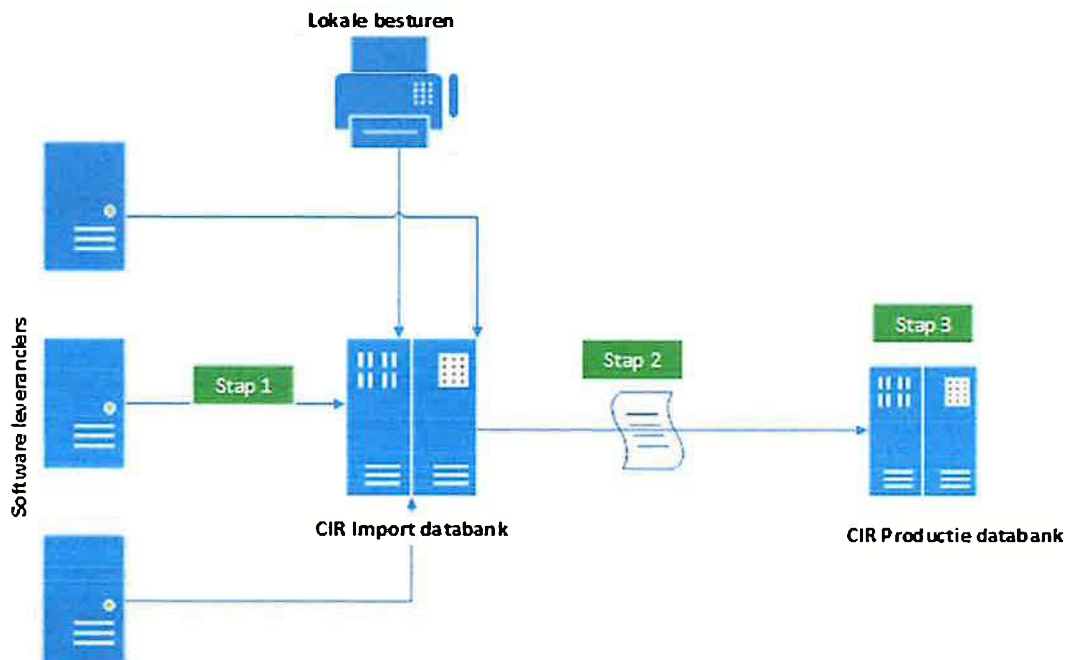 Lokale besturen
Software leveranciers
Stap 1
CIR Import databank
Stap 2
Stap 3
CIR Productie databank